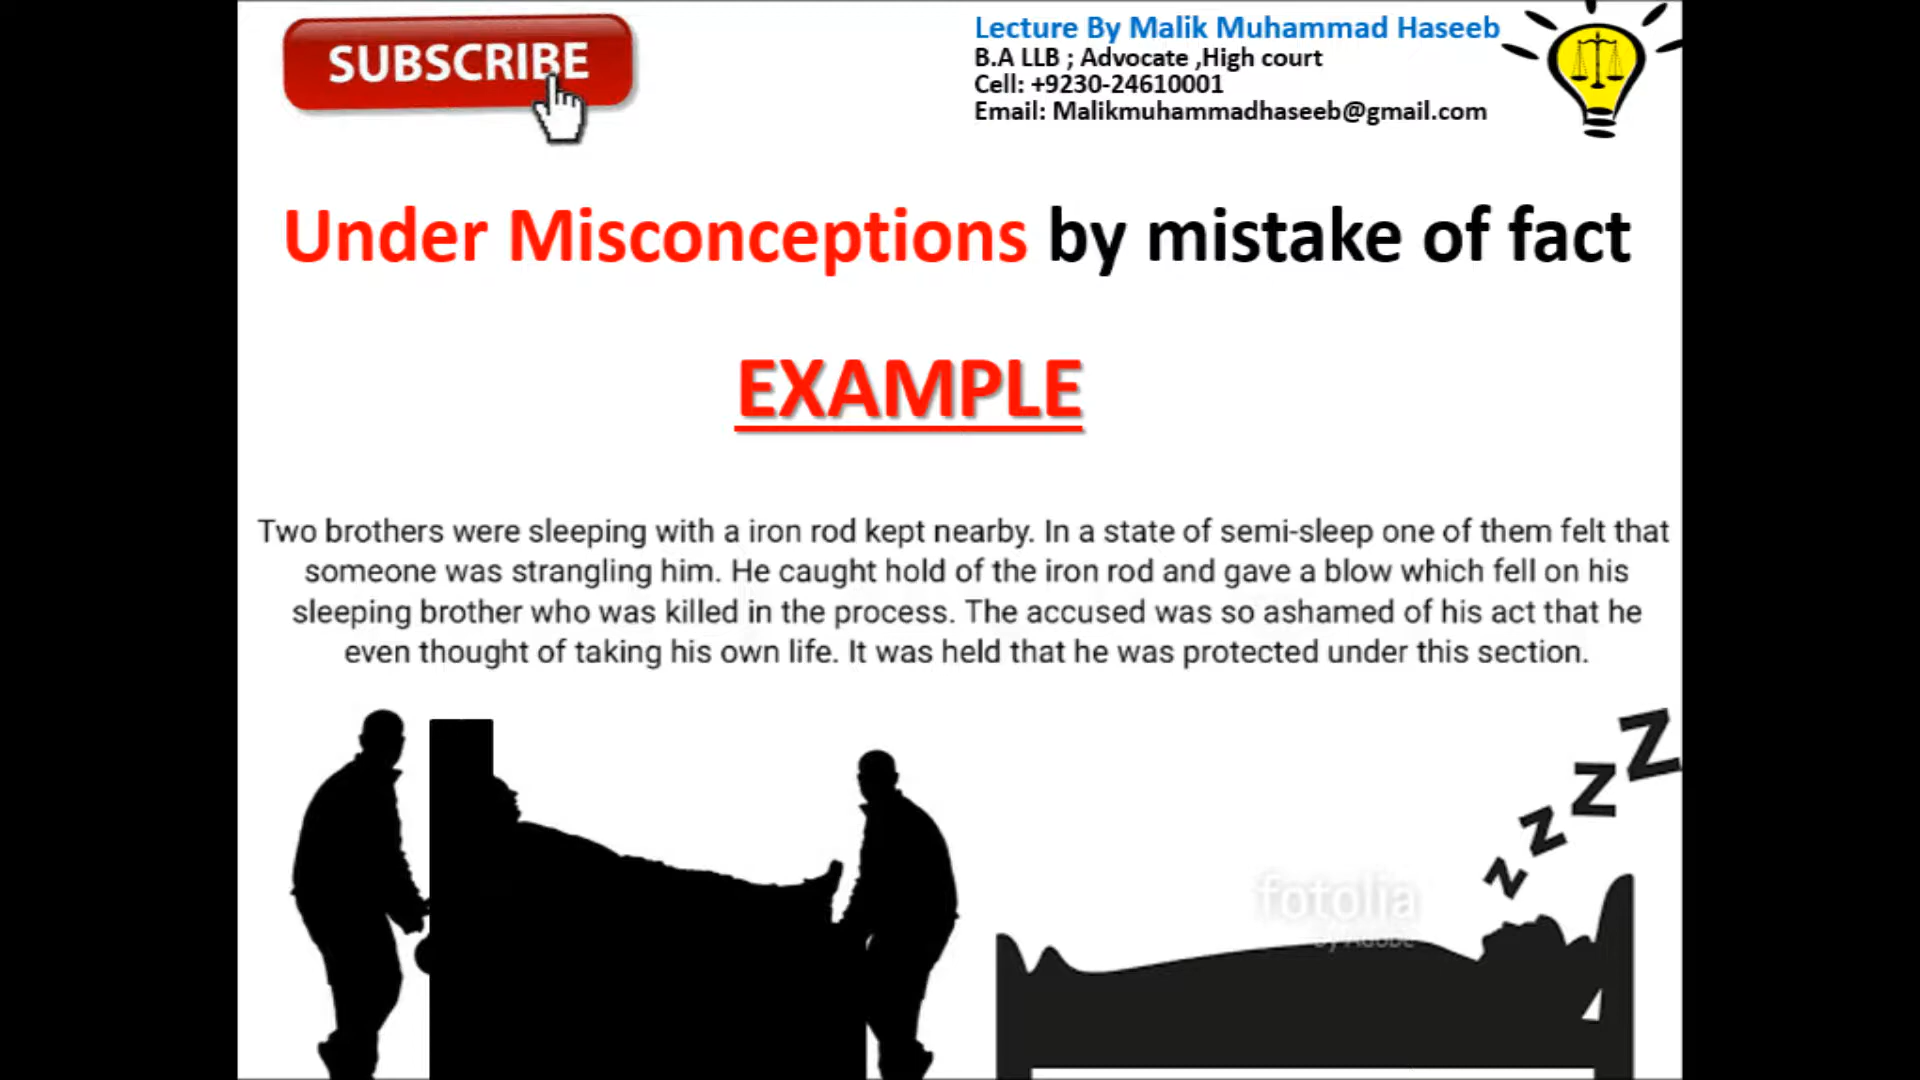 SUBSCRIBE
Lecture By Malik Muhammad Haseeb
B.A LLB ; Advocate ,High court
Cell: +9230-24610001
Email: Malikmuhammadhaseeb@gmail.com
Under Misconceptions by mistake of fact
EXAMPLE
Two brothers were sleeping with a iron rod kept nearby. In a state of semi-sleep one of them felt that
someone was strangling him. He caught hold of the iron rod and gave a blow which fell on his
sleeping brother who was killed in the process. The accused was so ashamed of his act that he
even thought of taking his own life. It was held that he was protected under this section.
z z z Z
fotolia
by Adobe